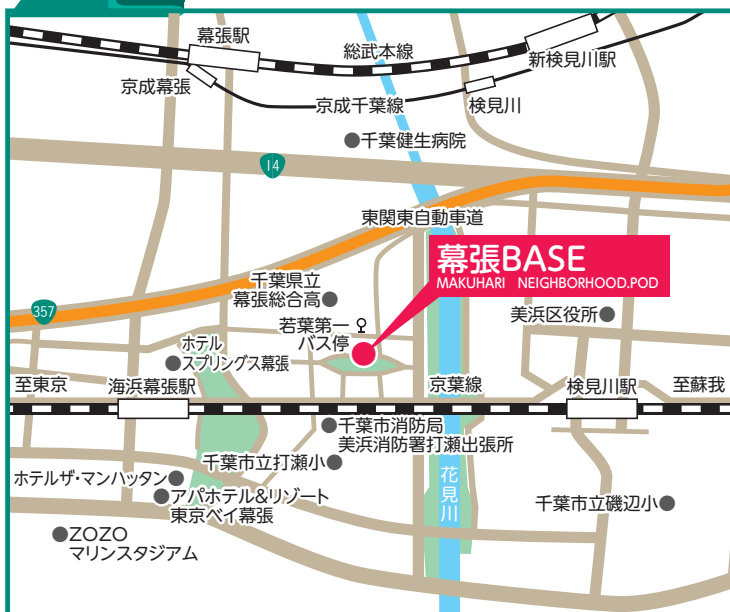 幕張駅
総武本線
新検見川駅
京成幕張
京成千葉線
検見川
千葉健生病院
14
東関東自動車道
幕張BASE
MAKUHARI NEIGHBORHOOD.POD
千葉県立
幕張総合高
357
若葉第一
バス停
美浜区役所
ホテル
スプリングス幕張
至東京
海浜幕張駅
京葉線
検見川駅
至蘇我
千葉市消防局
美浜消防署打瀬出張所
千葉市立打瀬小
ホテルザ・マンハッタン
アパホテル&リゾート
東京ベイ幕張
花見川
千葉市立磯辺小
ZOZO
マリンスタジアム